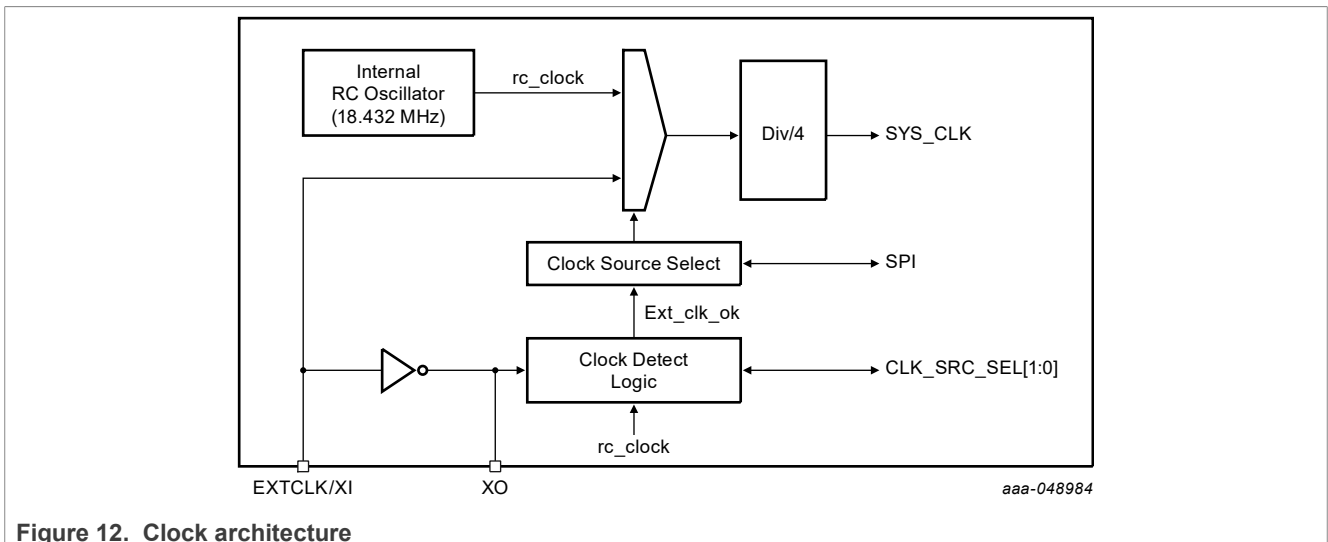 Internal
RC Oscillator
(18.432 MHz)
rc_clock
Div/4
SYS_CLK
Clock Source Select
SPI
Ext_clk_ok
Clock Detect
Logic
CLK_SRC_SEL[1:0]
rc_clock
EXTCLK/XI
XO
aaa-048984
Figure 12. Clock architecture